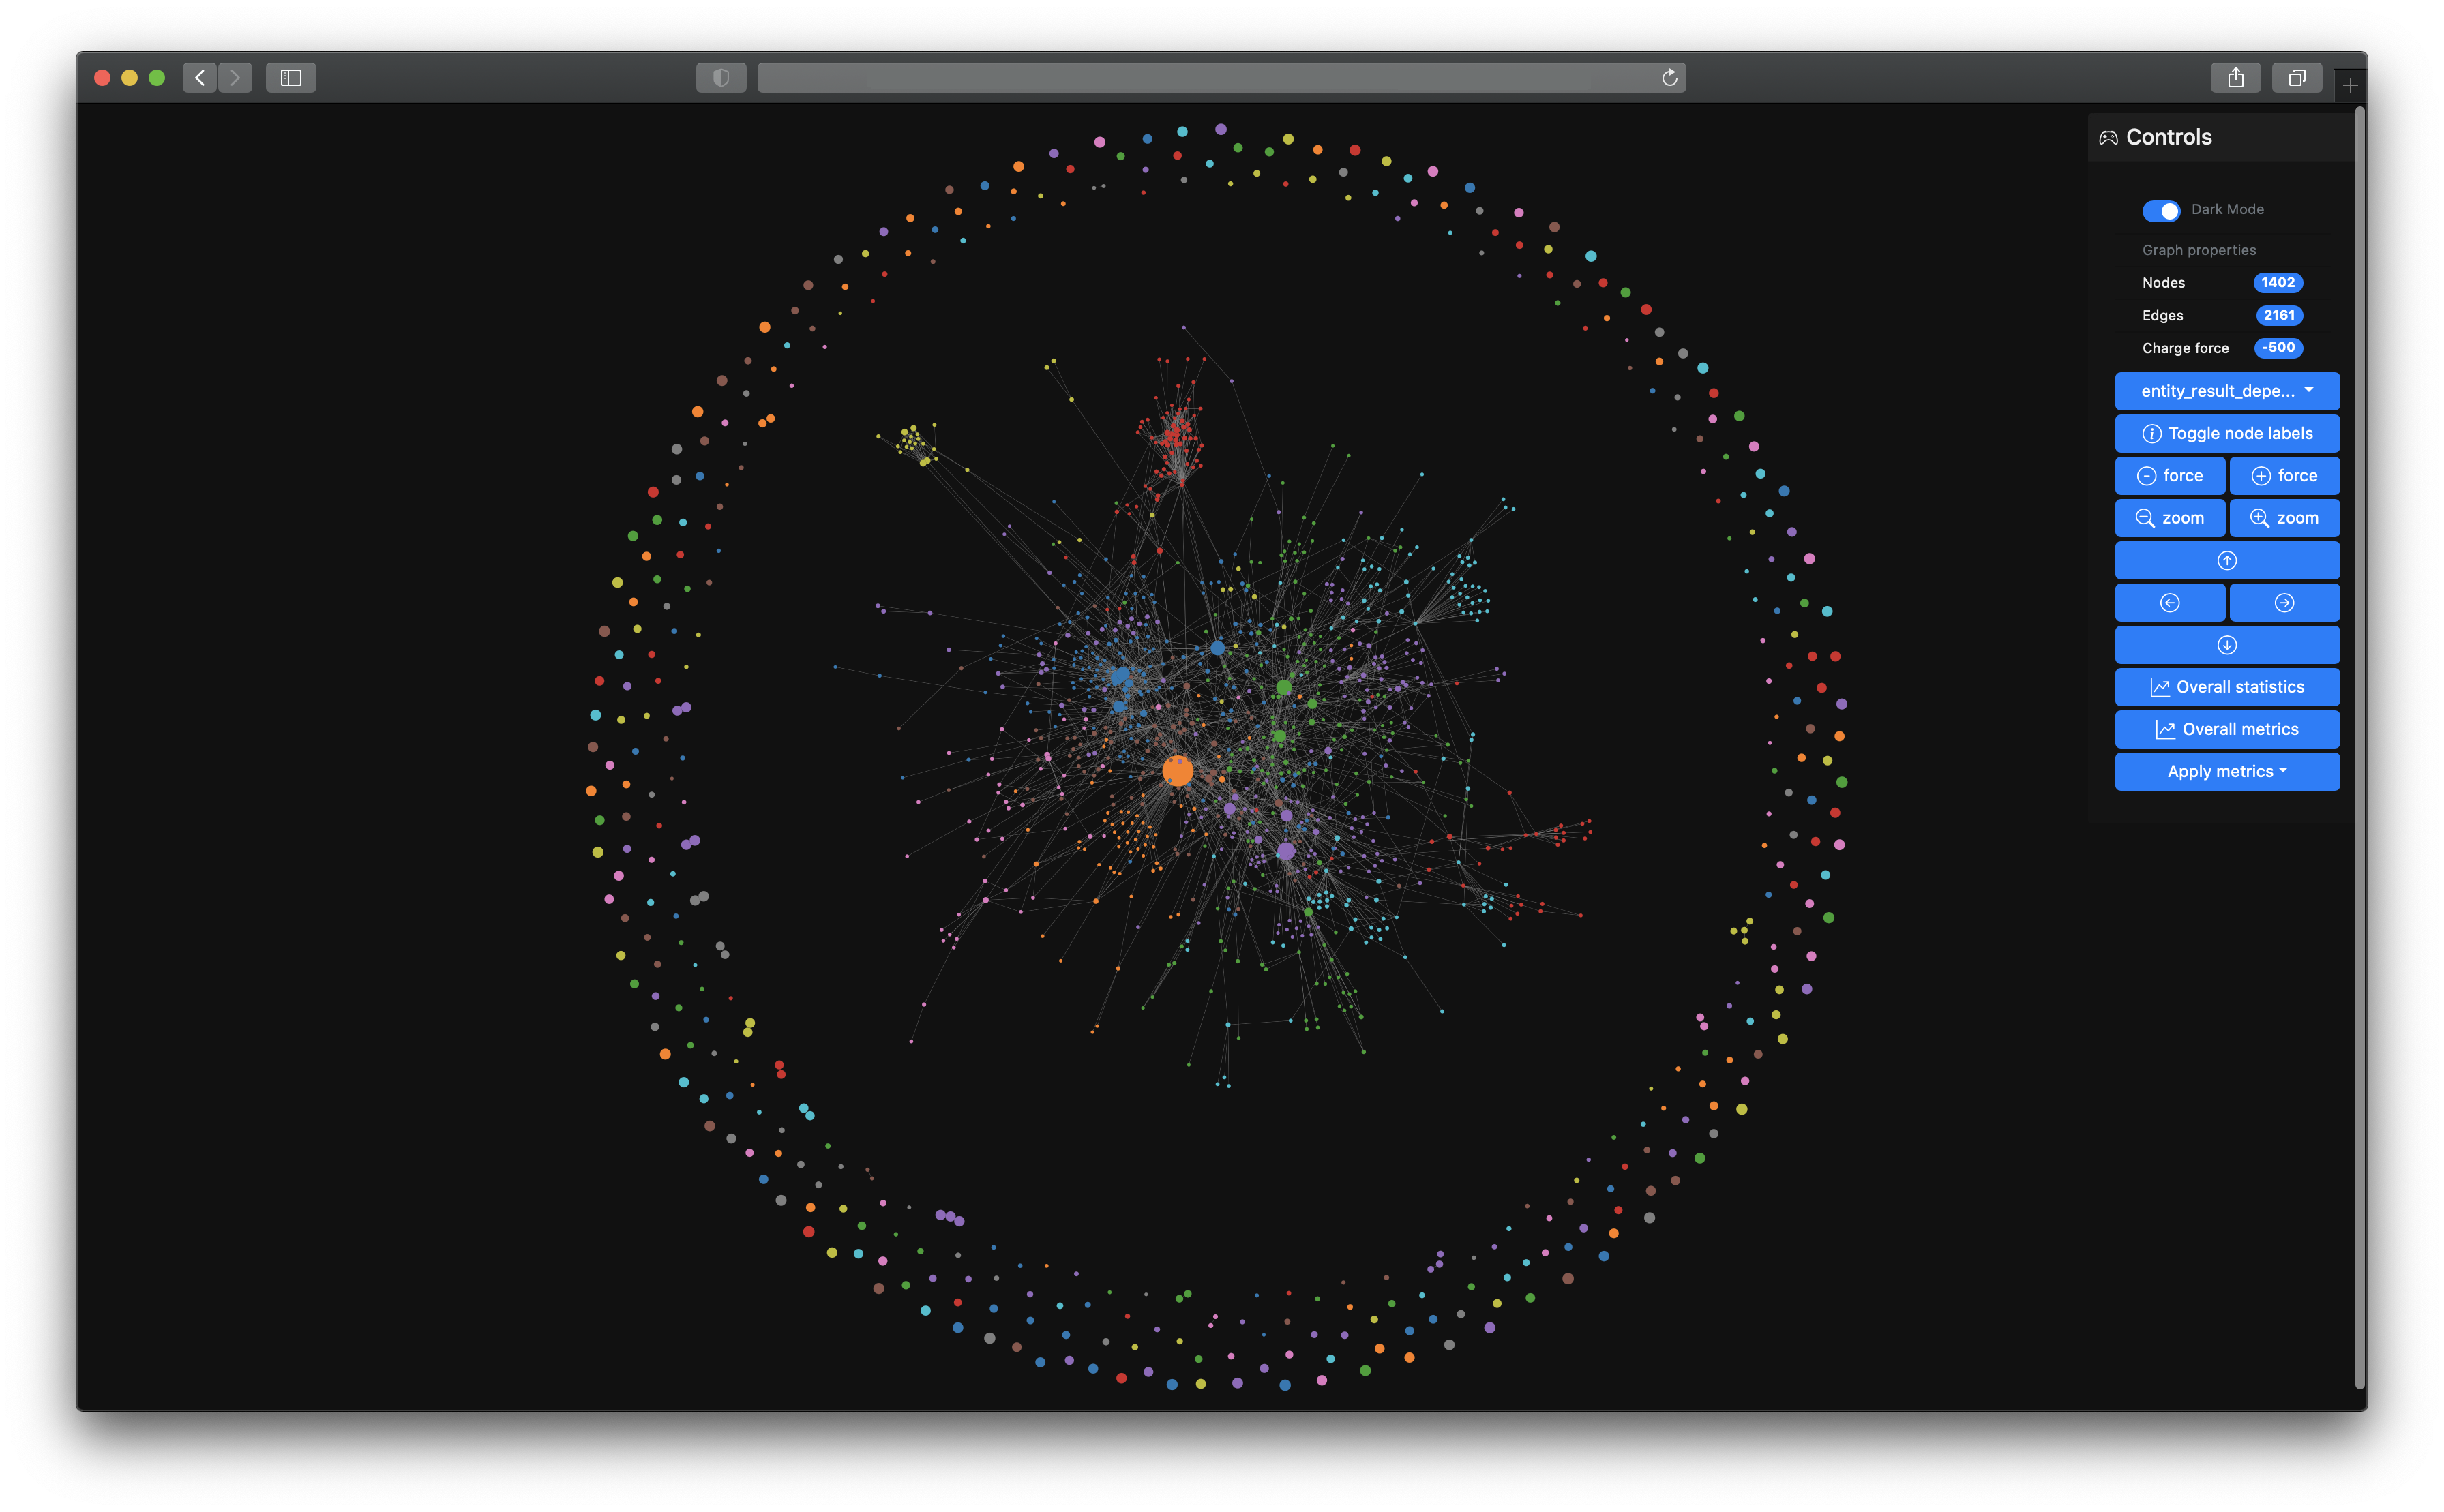 Controls
Dark Mode
Graph properties
Nodes 1402
Edges 2161
Charge force -500
entity_result_depe...
Toggle node labels
force force
zoom zoom
Overall statistics
Overall metrics
Apply metrics